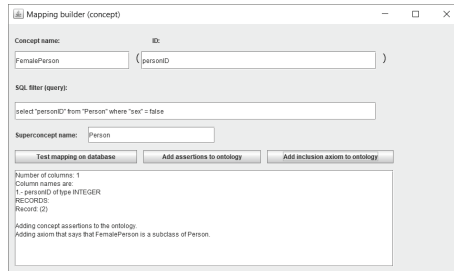 Mapping builder (concept)
Concept name: ID:
FemalePerson ( personID )
SQL filter (query):
select "personID" from "Person" where "sex" = false
Superconcept name: Person
Test mapping on database Add assertions to ontology Add inclusion axiom to ontology
Number of columns: 1
Column names are:
1.- personID of type INTEGER
RECORDS:
Record: (2)
Adding concept assertions to the ontology.
Adding axiom that says that FemalePerson is a subclass of Person.